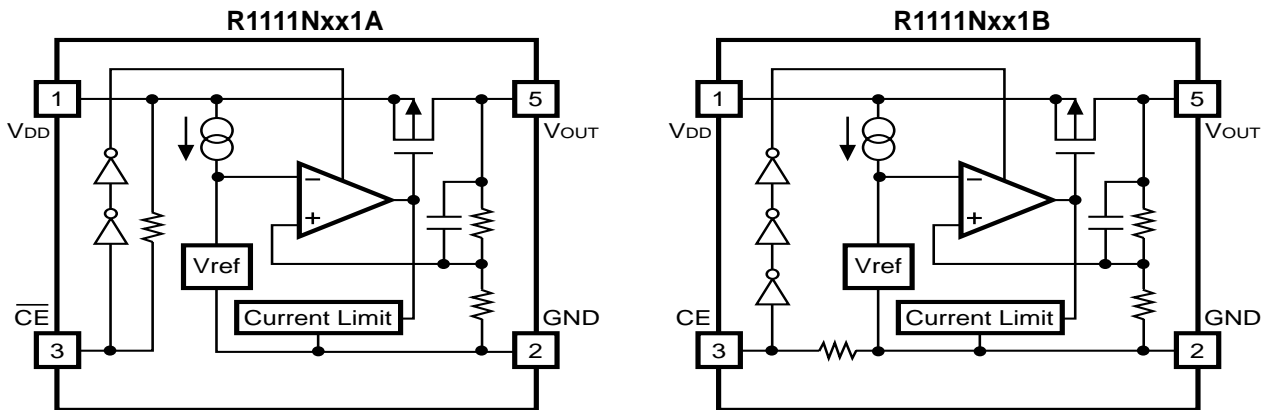 R1111Nxx1A
1
VDD
5
VOUT
−
+
Vref
Current Limit
CE
3
GND
2
R1111Nxx1B
1
VDD
5
VOUT
−
+
Vref
Current Limit
CE
3
GND
2